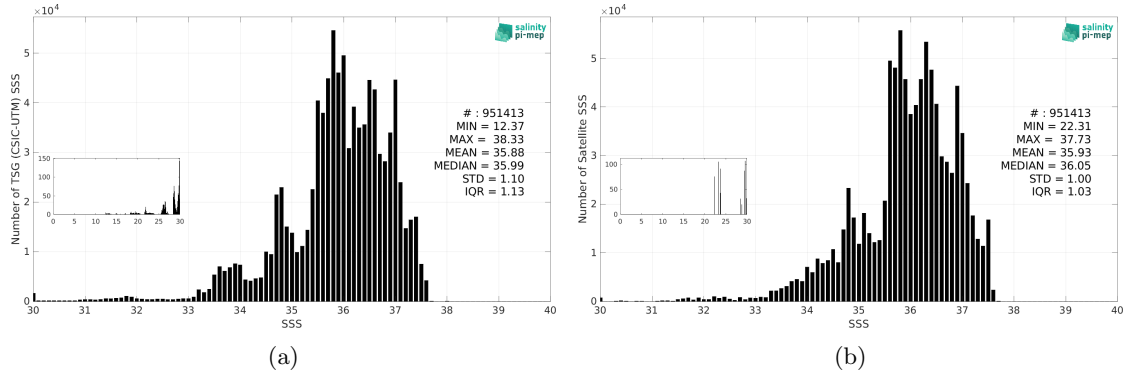 ×10⁴
salinity
pi-mep
5
4
3
2
1
0
Number of TSG (CSIC-UTM) SSS
# : 951413
MIN = 12.37
MAX = 38.33
MEAN = 35.88
MEDIAN = 35.99
STD = 1.10
IQR = 1.13
150
100
50
0
0 5 10 15 20 25 30
30 31 32 33 34 35 36 37 38 39 40
SSS
(a)
×10⁴
salinity
pi-mep
5
4
3
2
1
0
Number of Satellite SSS
# : 951413
MIN = 22.31
MAX = 37.73
MEAN = 35.93
MEDIAN = 36.05
STD = 1.00
IQR = 1.03
100
50
0
0 5 10 15 20 25 30
30 31 32 33 34 35 36 37 38 39 40
SSS
(b)